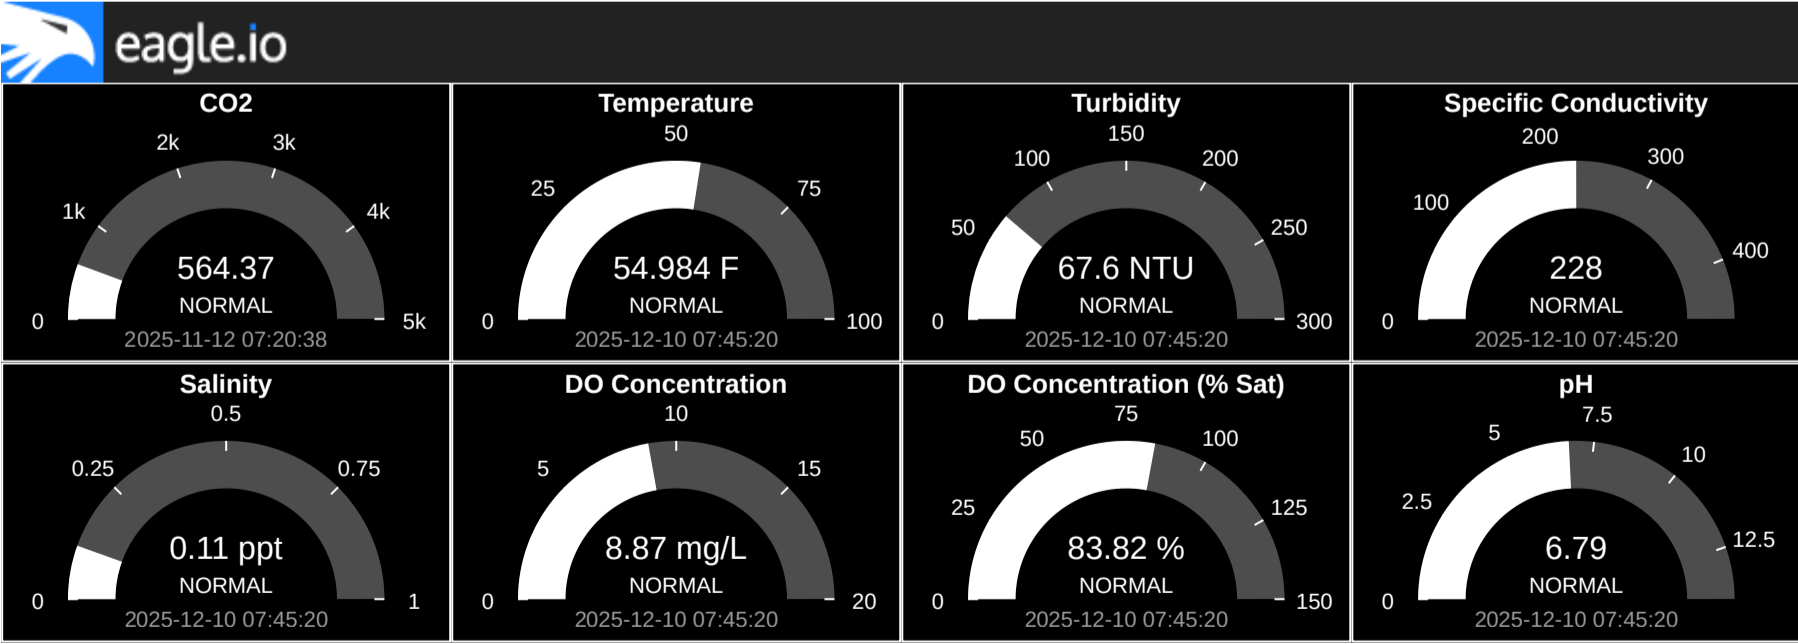 eagle.io
CO2
2k
3k
1k
4k
564.37
NORMAL
0
5k
2025-11-12 07:20:38
Temperature
50
25
75
54.984 F
NORMAL
0
100
2025-12-10 07:45:20
Turbidity
150
100
200
50
250
67.6 NTU
NORMAL
0
300
2025-12-10 07:45:20
Specific Conductivity
200
300
100
400
228
NORMAL
0
2025-12-10 07:45:20
Salinity
0.5
0.25
0.75
0.11 ppt
NORMAL
0
1
2025-12-10 07:45:20
DO Concentration
10
5
15
8.87 mg/L
NORMAL
0
20
2025-12-10 07:45:20
DO Concentration (% Sat)
75
50
100
25
125
83.82 %
NORMAL
0
150
2025-12-10 07:45:20
pH
7.5
5
10
2.5
12.5
6.79
NORMAL
0
2025-12-10 07:45:20